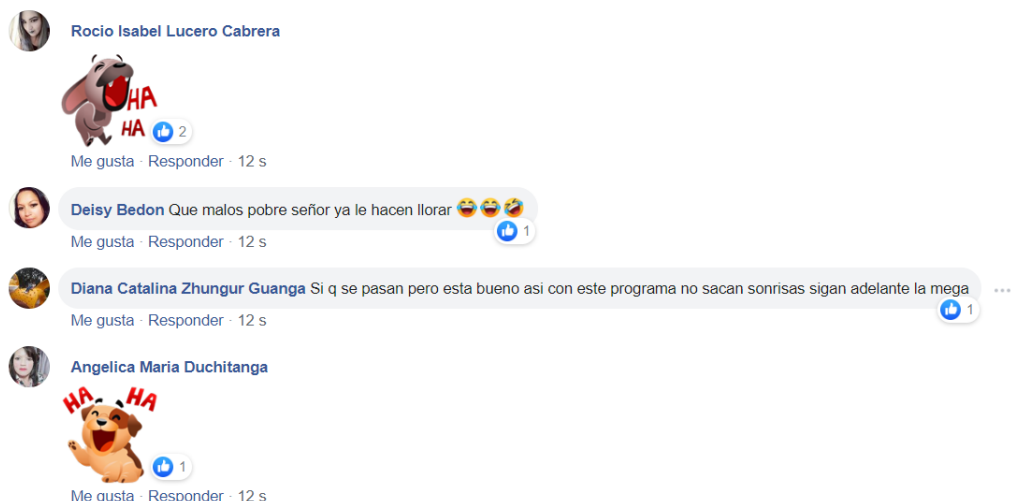 Rocio Isabel Lucero Cabrera
HA
HA
2
Me gusta · Responder · 12 s
Deisy Bedon Que malos pobre señor ya le hacen llorar 😂😂🤣
1
Me gusta · Responder · 12 s
Diana Catalina Zhungur Guanga Si q se pasan pero esta bueno asi con este programa no sacan sonrisas sigan adelante la mega
1
Me gusta · Responder · 12 s
Angelica Maria Duchitanga
HA HA
1
Me gusta · Responder · 12 s